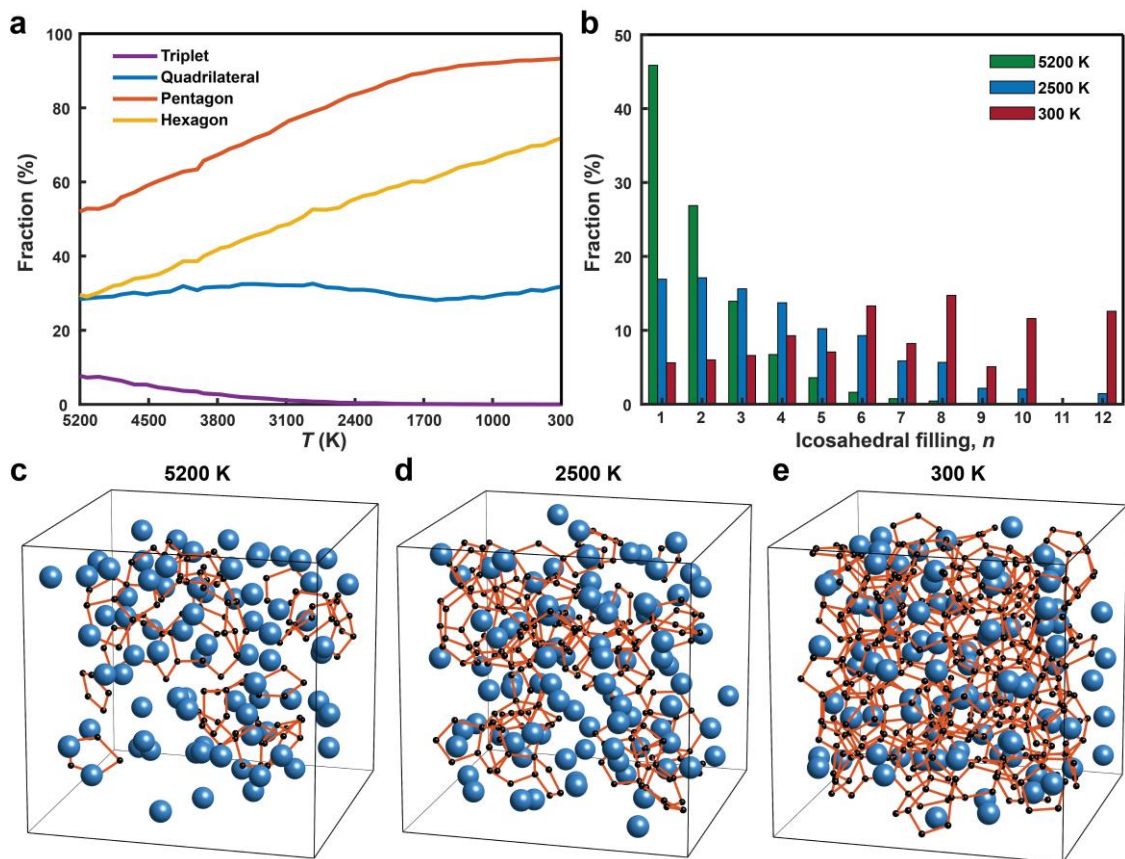 a
100
80
60
40
20
0
Fraction (%)
Triplet
Quadrilateral
Pentagon
Hexagon
5200 4500 3800 3100 2400 1700 1000 300
T (K)
b
50
40
30
20
10
0
Fraction (%)
5200 K
2500 K
300 K
1 2 3 4 5 6 7 8 9 10 11 12
Icosahedral filling, n
c 5200 K
d 2500 K
e 300 K